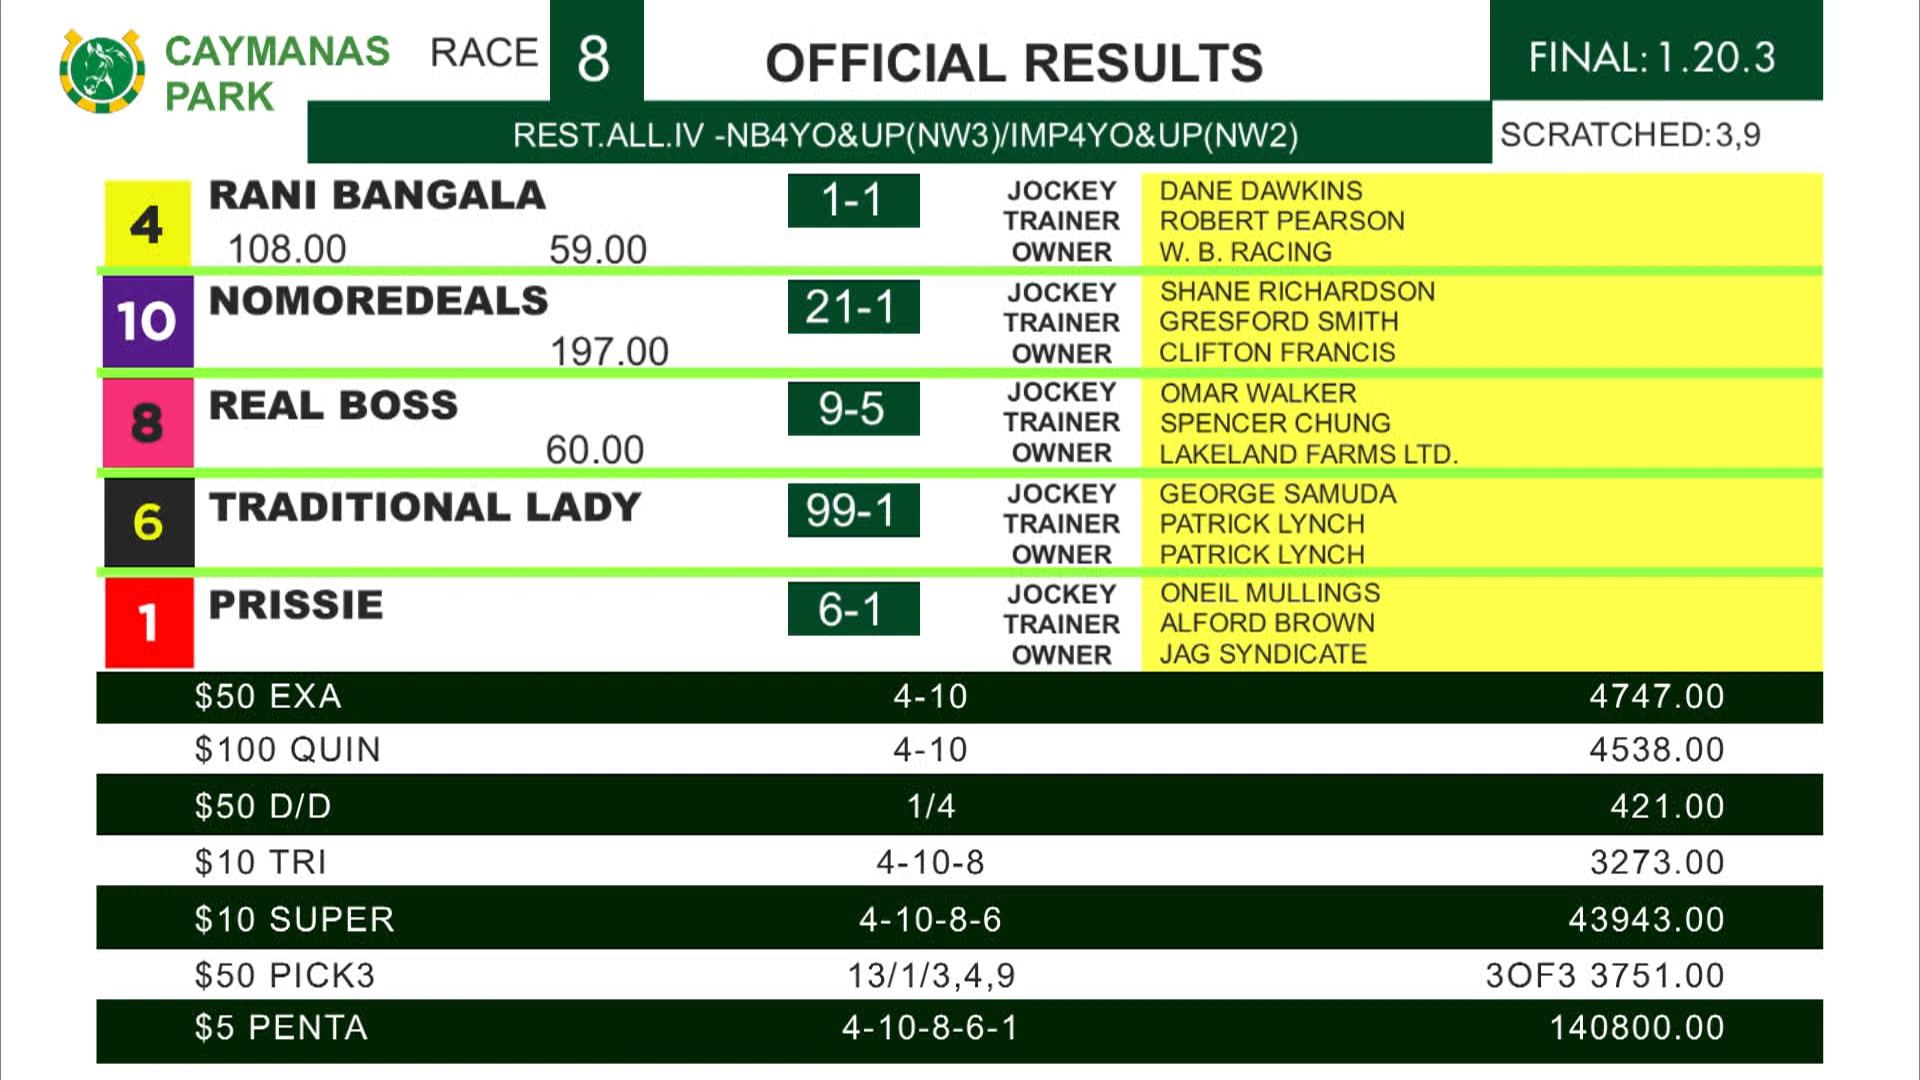 CAYMANAS PARK
RACE 8
OFFICIAL RESULTS
FINAL: 1.20.3
REST.ALL.IV -NB4YO&UP(NW3)/IMP4YO&UP(NW2)
SCRATCHED:3,9
4 RANI BANGALA 1-1 JOCKEY DANE DAWKINS
TRAINER ROBERT PEARSON
108.00 59.00 OWNER W. B. RACING
10 NOMOREDEALS 21-1 JOCKEY SHANE RICHARDSON
TRAINER GRESFORD SMITH
197.00 OWNER CLIFTON FRANCIS
8 REAL BOSS 9-5 JOCKEY OMAR WALKER
TRAINER SPENCER CHUNG
60.00 OWNER LAKELAND FARMS LTD.
6 TRADITIONAL LADY 99-1 JOCKEY GEORGE SAMUDA
TRAINER PATRICK LYNCH
OWNER PATRICK LYNCH
1 PRISSIE 6-1 JOCKEY ONEIL MULLINGS
TRAINER ALFORD BROWN
OWNER JAG SYNDICATE
$50 EXA 4-10 4747.00
$100 QUIN 4-10 4538.00
$50 D/D 1/4 421.00
$10 TRI 4-10-8 3273.00
$10 SUPER 4-10-8-6 43943.00
$50 PICK3 13/1/3,4,9 3OF3 3751.00
$5 PENTA 4-10-8-6-1 140800.00